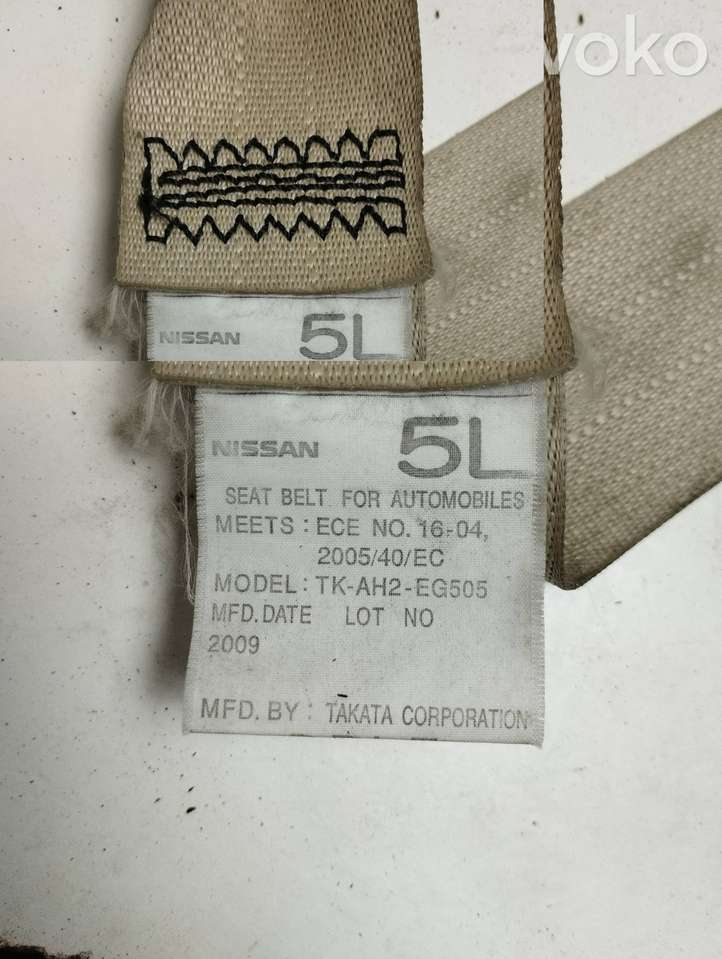 voko
NISSAN 5L
NISSAN 5L
SEAT BELT FOR AUTOMOBILES
MEETS : ECE NO. 16-04,
2005/40/EC
MODEL : TK-AH2-EG505
MFD. DATE LOT NO
2009
MFD. BY : TAKATA CORPORATION